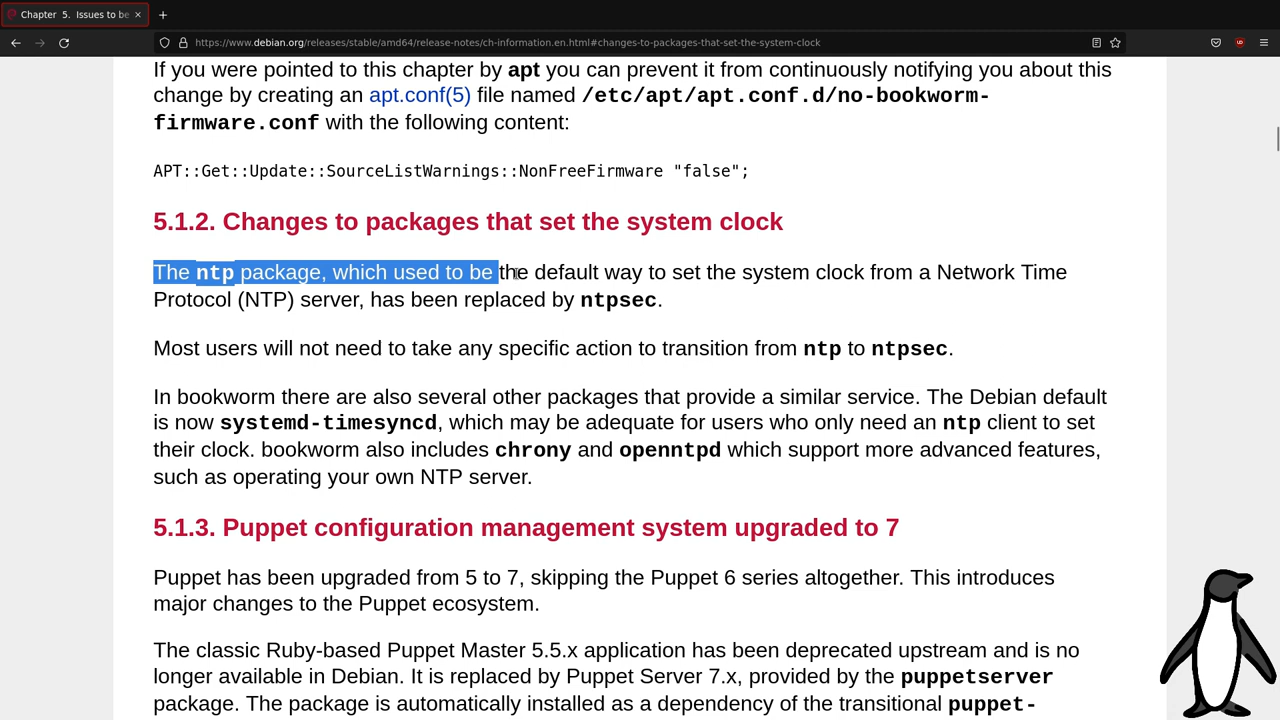 Chapter 5. Issues to be
https://www.debian.org/releases/stable/amd64/release-notes/ch-information.en.html#changes-to-packages-that-set-the-system-clock
If you were pointed to this chapter by apt you can prevent it from continuously notifying you about this
change by creating an apt.conf(5) file named /etc/apt/apt.conf.d/no-bookworm-
firmware.conf with the following content:
APT::Get::Update::SourceListWarnings::NonFreeFirmware "false";
5.1.2. Changes to packages that set the system clock
The ntp package, which used to be the default way to set the system clock from a Network Time
Protocol (NTP) server, has been replaced by ntpsec.
Most users will not need to take any specific action to transition from ntp to ntpsec.
In bookworm there are also several other packages that provide a similar service. The Debian default
is now systemd-timesyncd, which may be adequate for users who only need an ntp client to set
their clock. bookworm also includes chrony and openntpd which support more advanced features,
such as operating your own NTP server.
5.1.3. Puppet configuration management system upgraded to 7
Puppet has been upgraded from 5 to 7, skipping the Puppet 6 series altogether. This introduces
major changes to the Puppet ecosystem.
The classic Ruby-based Puppet Master 5.5.x application has been deprecated upstream and is no
longer available in Debian. It is replaced by Puppet Server 7.x, provided by the puppetserver
package. The package is automatically installed as a dependency of the transitional puppet-